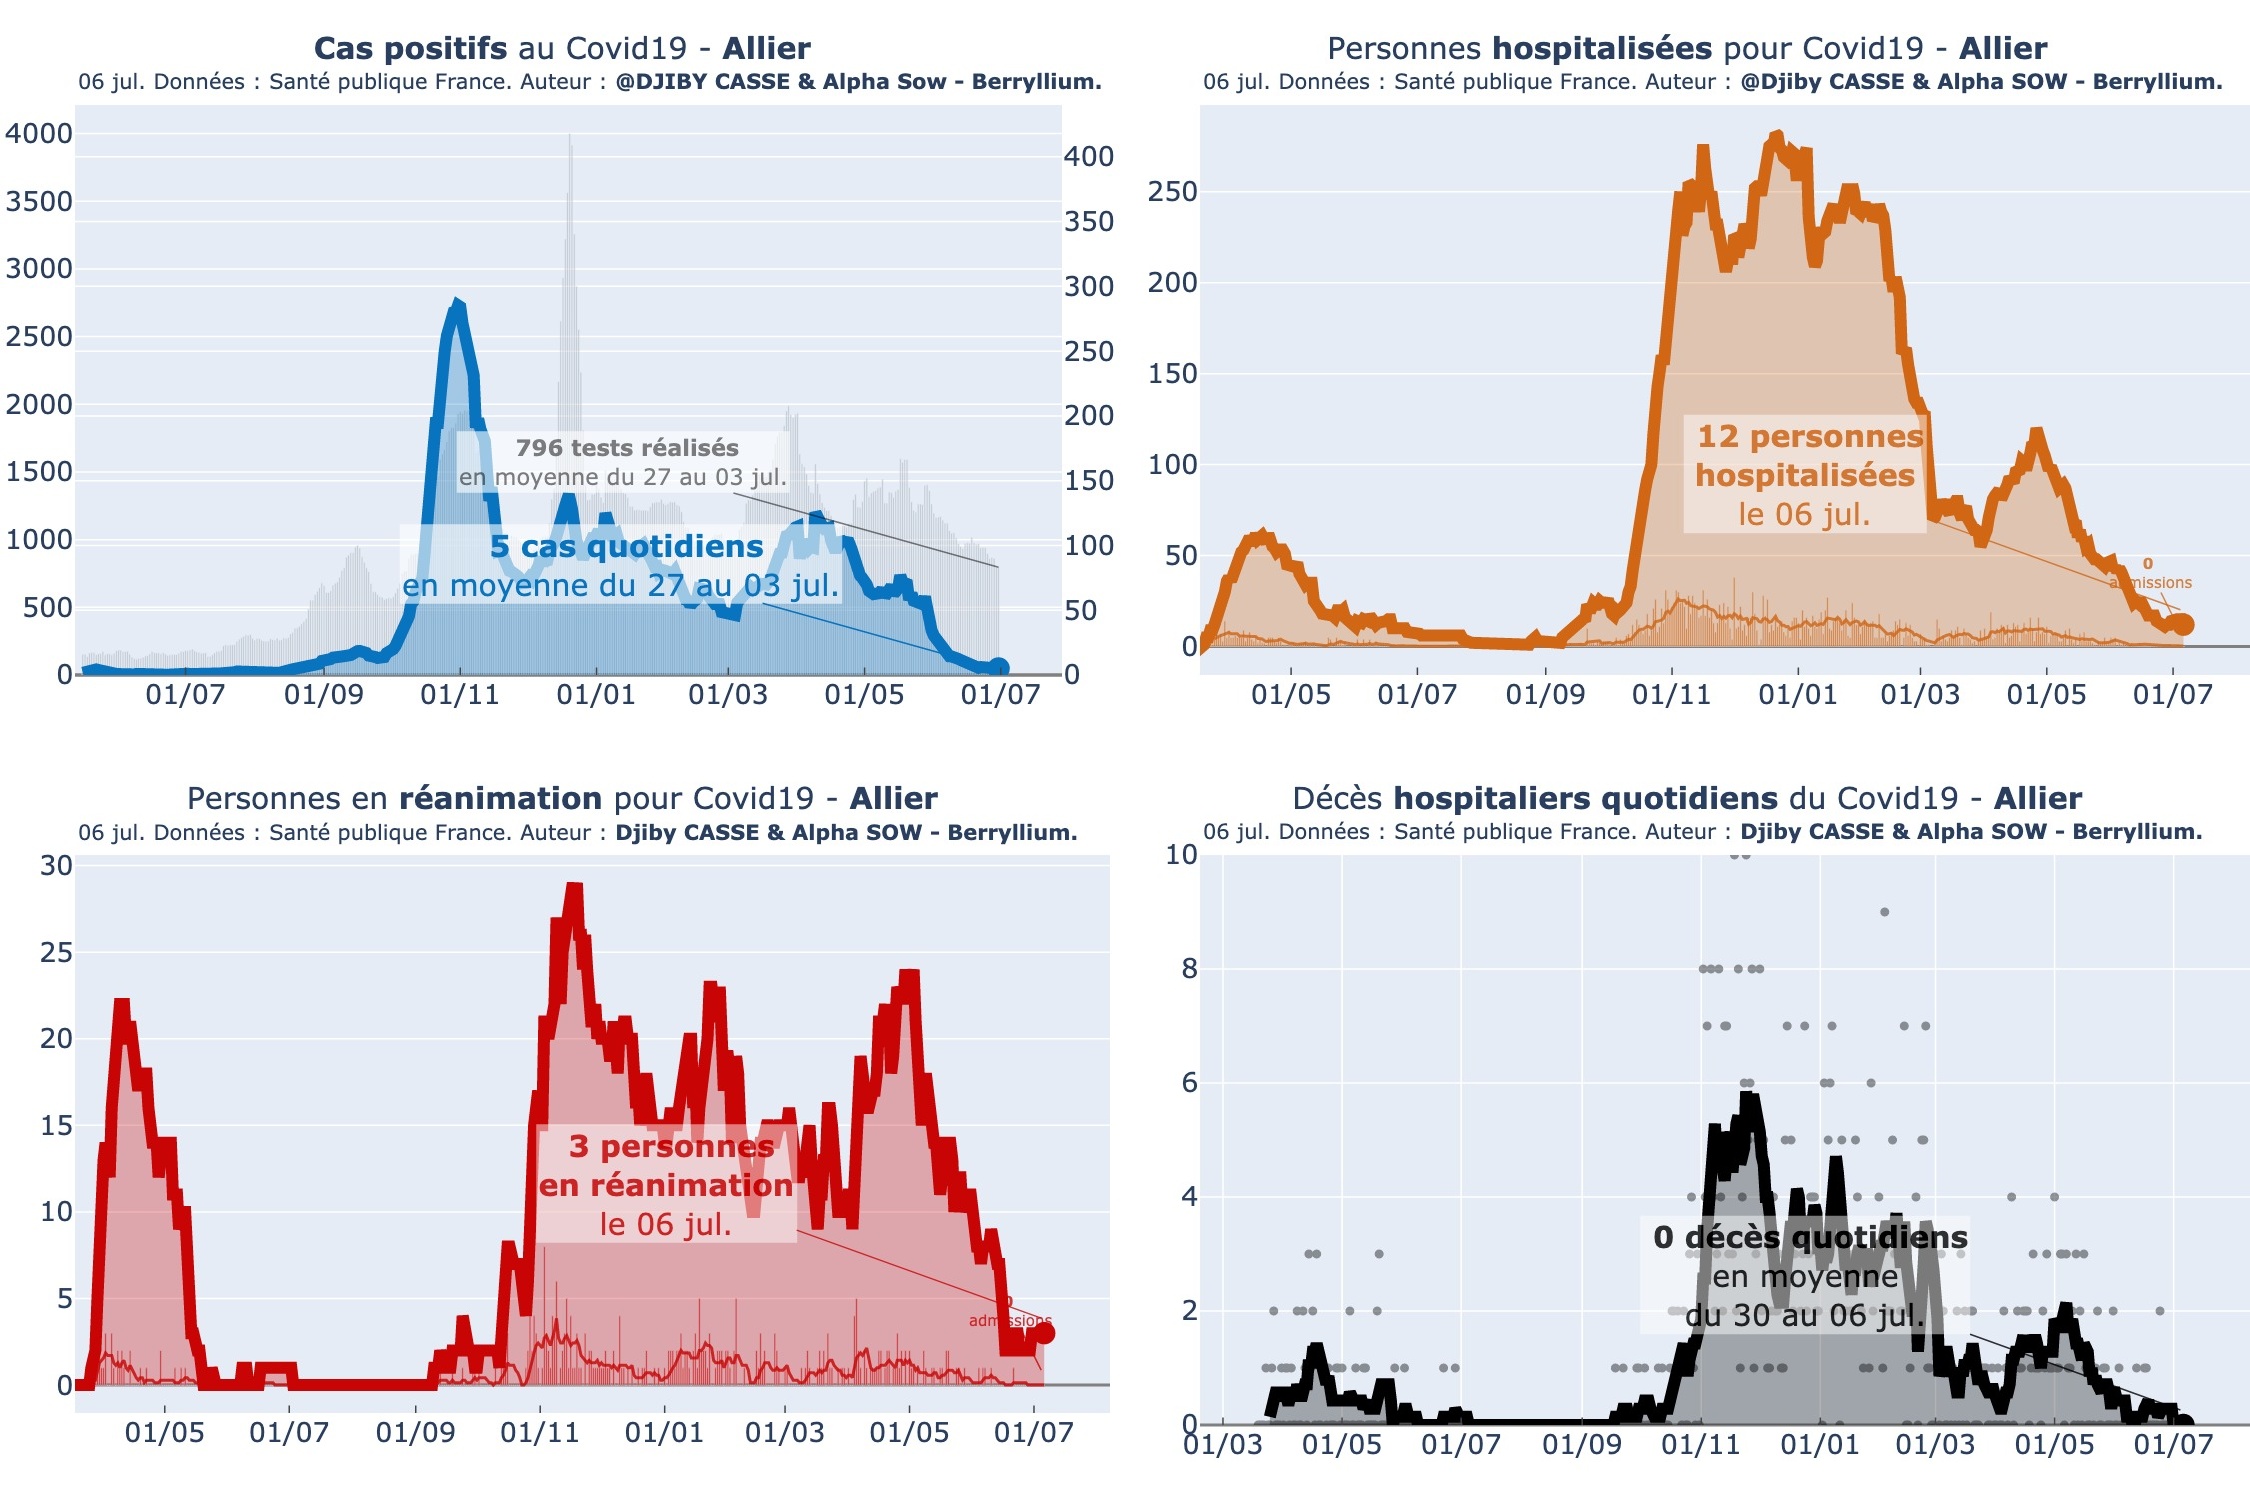 Cas positifs au Covid19 - Allier
06 jul. Données : Santé publique France. Auteur : @DJIBY CASSE & Alpha Sow - Berryllium.
4000
3500
3000
2500
2000
1500
1000
500
0
400
350
300
250
200
150
100
50
0
796 tests réalisés
en moyenne du 27 au 03 jul.
5 cas quotidiens
en moyenne du 27 au 03 jul.
01/07 01/09 01/11 01/01 01/03 01/05 01/07
Personnes hospitalisées pour Covid19 - Allier
06 jul. Données : Santé publique France. Auteur : @Djiby CASSE & Alpha SOW - Berryllium.
250
200
150
100
50
0
12 personnes
hospitalisées
le 06 jul.
0
admissions
01/05 01/07 01/09 01/11 01/01 01/03 01/05 01/07
Personnes en réanimation pour Covid19 - Allier
06 jul. Données : Santé publique France. Auteur : Djiby CASSE & Alpha SOW - Berryllium.
30
25
20
15
10
5
0
3 personnes
en réanimation
le 06 jul.
0
admissions
01/05 01/07 01/09 01/11 01/01 01/03 01/05 01/07
Décès hospitaliers quotidiens du Covid19 - Allier
06 jul. Données : Santé publique France. Auteur : Djiby CASSE & Alpha SOW - Berryllium.
10
8
6
4
2
0
0 décès quotidiens
en moyenne
du 30 au 06 jul.
01/03 01/05 01/07 01/09 01/11 01/01 01/03 01/05 01/07